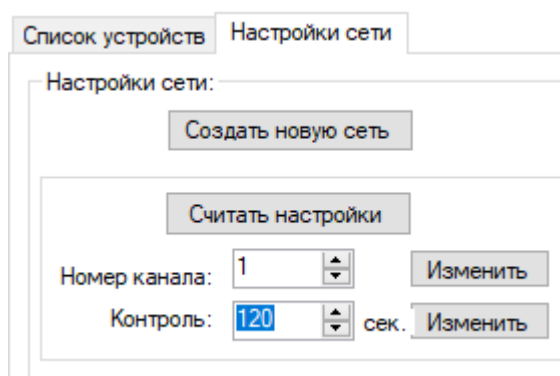 Список устройств Настройки сети
Настройки сети:
Создать новую сеть
Считать настройки
Номер канала: 1 Изменить
Контроль: 120 сек. Изменить